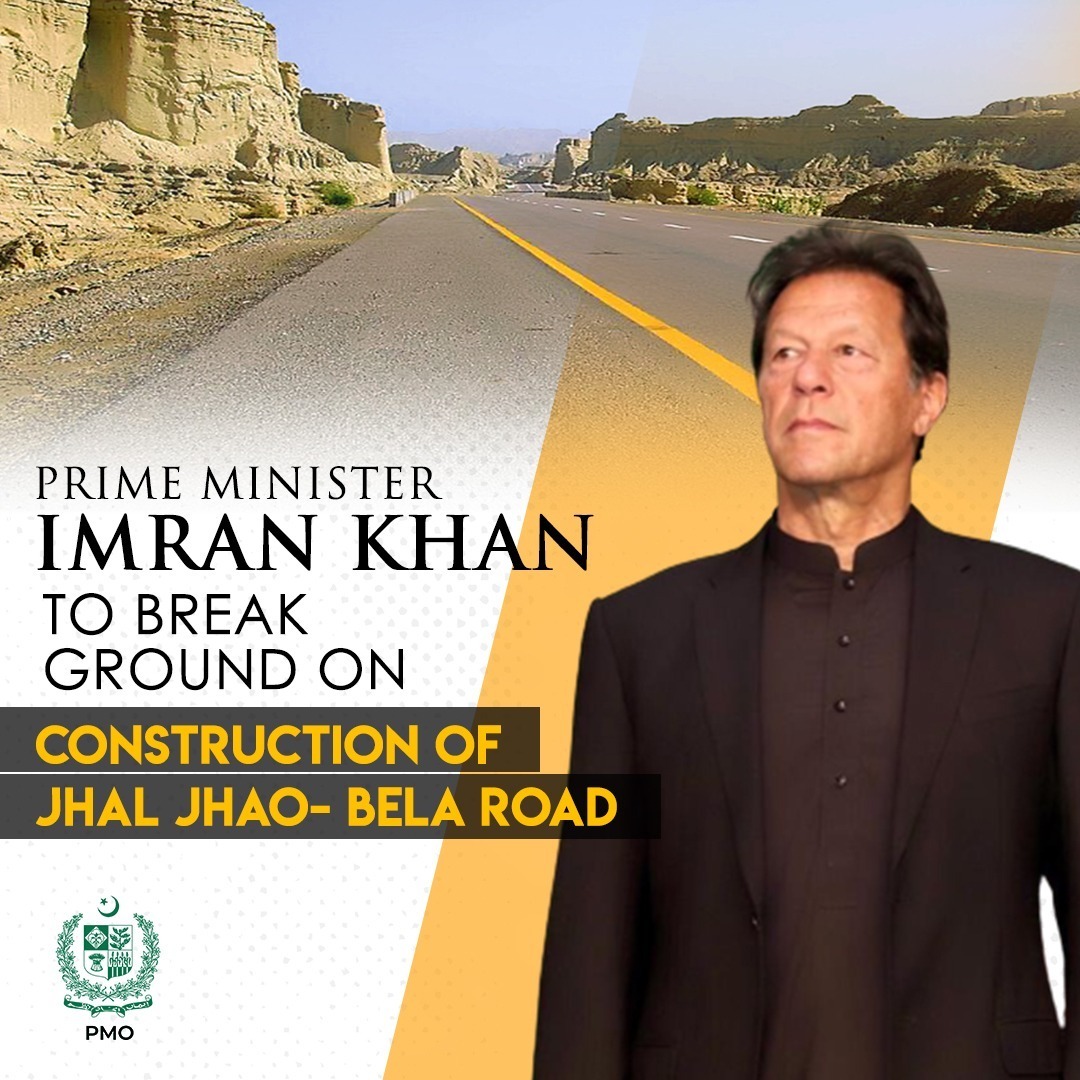 PRIME MINISTER
IMRAN KHAN
TO BREAK
GROUND ON
CONSTRUCTION OF
JHAL JHAO- BELA ROAD
PMO